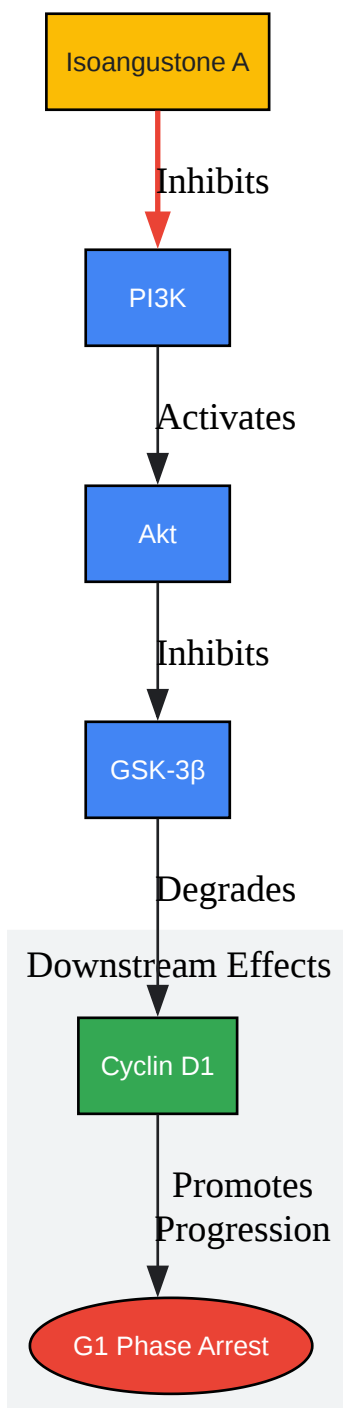 Isoangustone A
Inhibits
PI3K
Activates
Akt
Inhibits
GSK-3β
Degrades
Downstream Effects
Cyclin D1
Promotes
Progression
G1 Phase Arrest